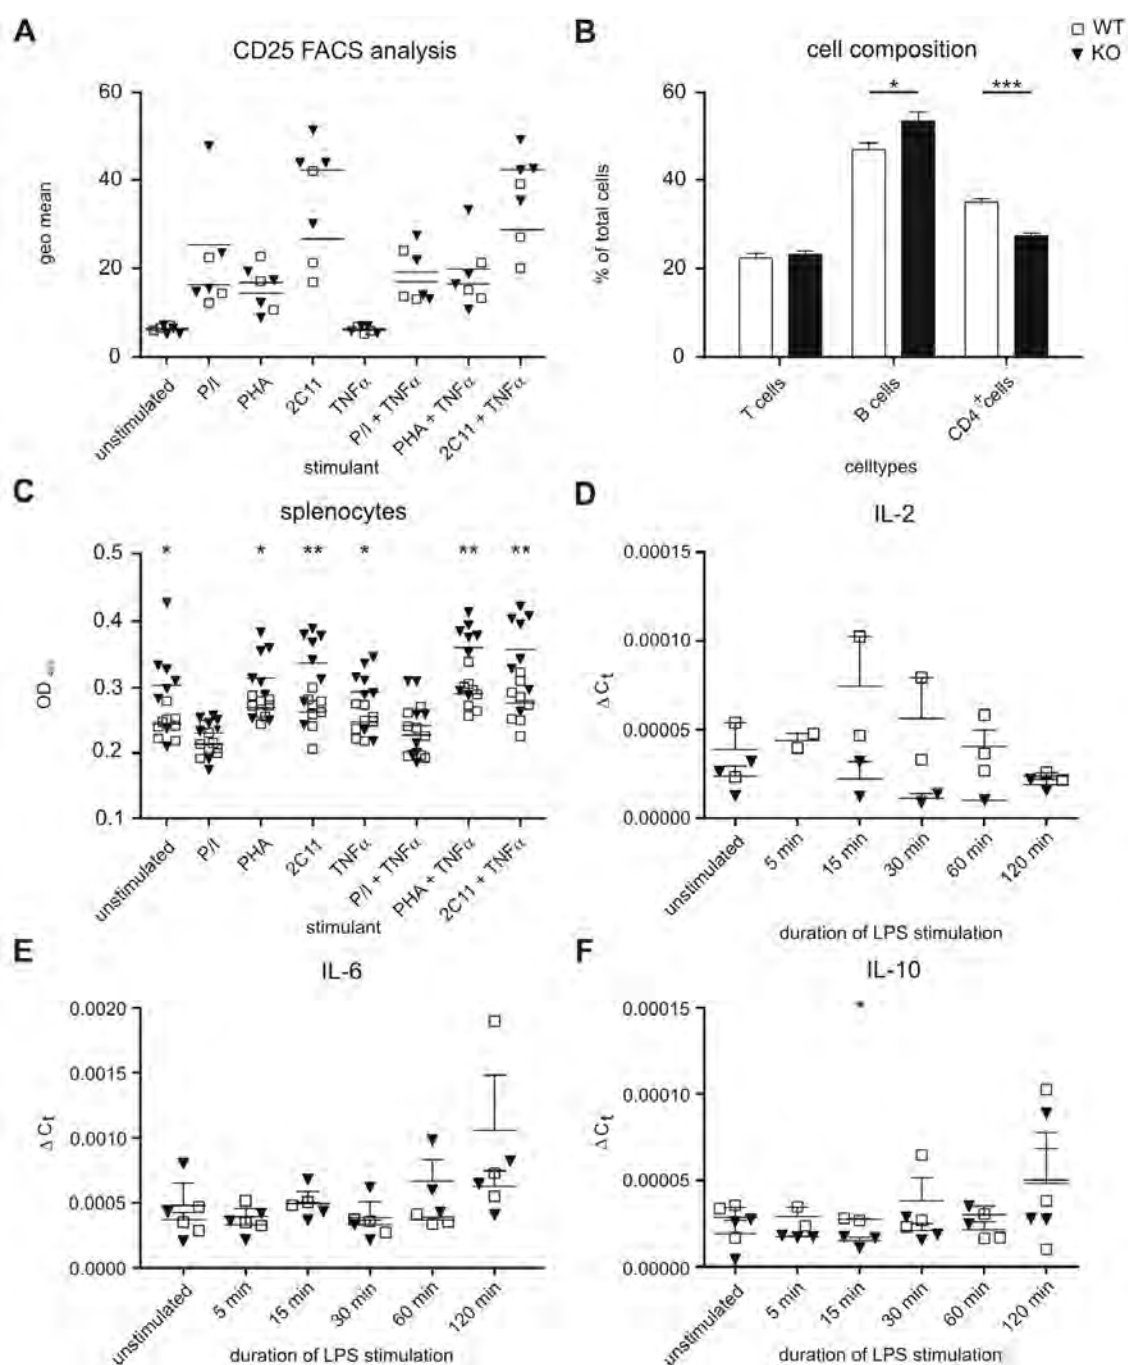 A
CD25 FACS analysis
60
40
20
0
geo mean
unstimulated
P/I
PHA
2C11
TNFα
P/I + TNFα
PHA + TNFα
2C11 + TNFα
stimulant
B
cell composition
WT
KO
60
40
20
0
% of total cells
*
***
T cells
B cells
CD4+cells
celltypes
C
splenocytes
0.5
0.4
0.3
0.2
0.1
OD
*
*
**
*
**
**
unstimulated
P/I
PHA
2C11
TNFα
P/I + TNFα
PHA + TNFα
2C11 + TNFα
stimulant
D
IL-2
0.00015
0.00010
0.00005
0.00000
Δ Ct
unstimulated
5 min
15 min
30 min
60 min
120 min
duration of LPS stimulation
E
IL-6
0.0020
0.0015
0.0010
0.0005
0.0000
Δ Ct
unstimulated
5 min
15 min
30 min
60 min
120 min
duration of LPS stimulation
F
IL-10
0.00015
0.00010
0.00005
0.00000
Δ Ct
*
unstimulated
5 min
15 min
30 min
60 min
120 min
duration of LPS stimulation